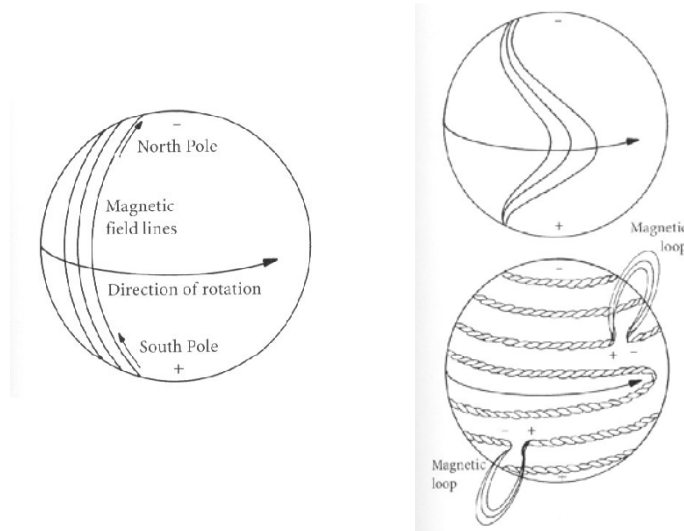 −
North Pole
Magnetic
field lines
Direction of rotation
South Pole
+
−
+
Magnetic
loop
−
+ −
− +
Magnetic
loop
−